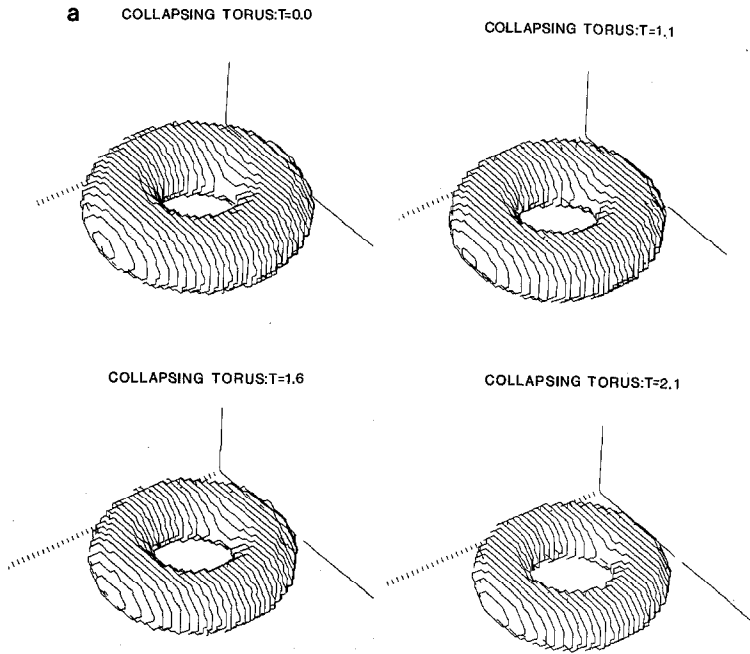 a
COLLAPSING TORUS:T=0.0
COLLAPSING TORUS:T=1.1
COLLAPSING TORUS:T=1.6
COLLAPSING TORUS:T=2.1